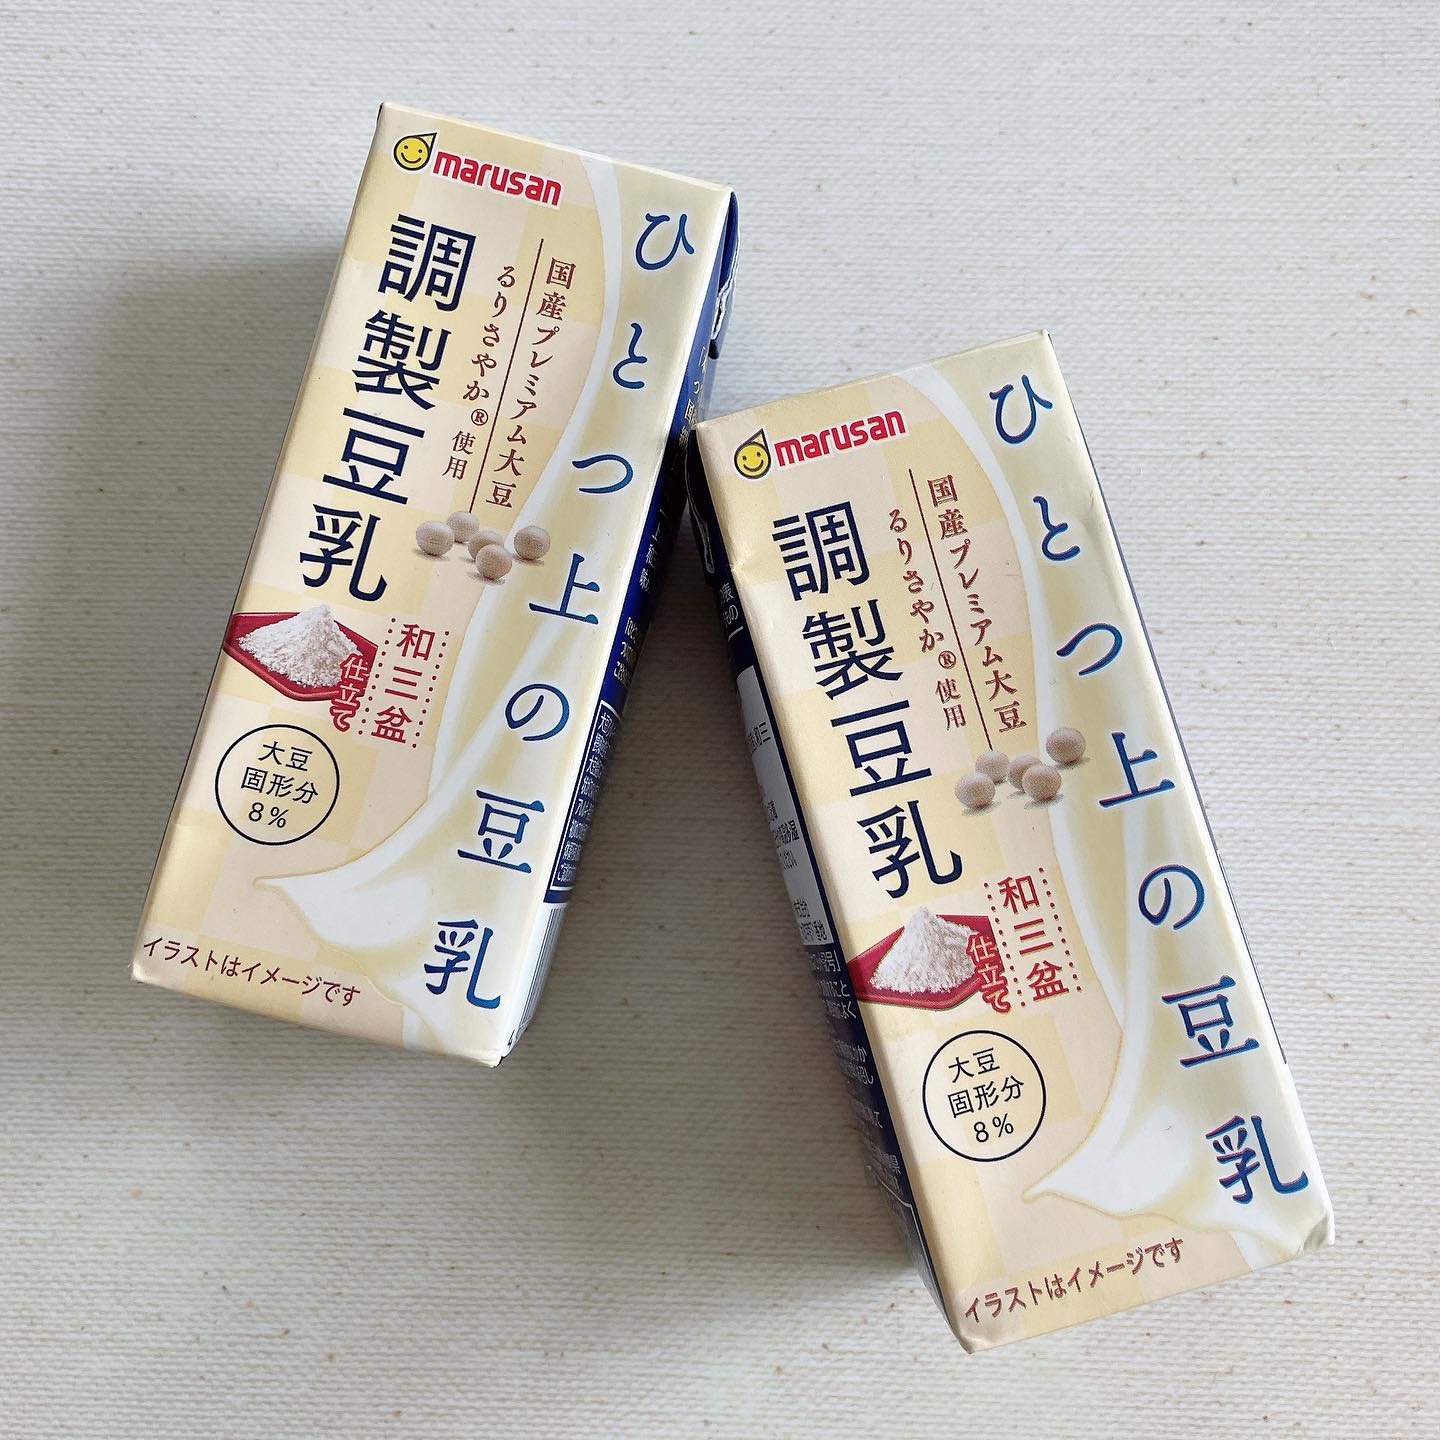 marusan
ひとつ上の豆乳
国産プレミアム大豆
るりさやか®使用
調製豆乳
和三盆
仕立て
大豆
固形分
8%
イラストはイメージです
marusan
ひとつ上の豆乳
国産プレミアム大豆
るりさやか®使用
調製豆乳
和三盆
仕立て
大豆
固形分
8%
イラストはイメージです